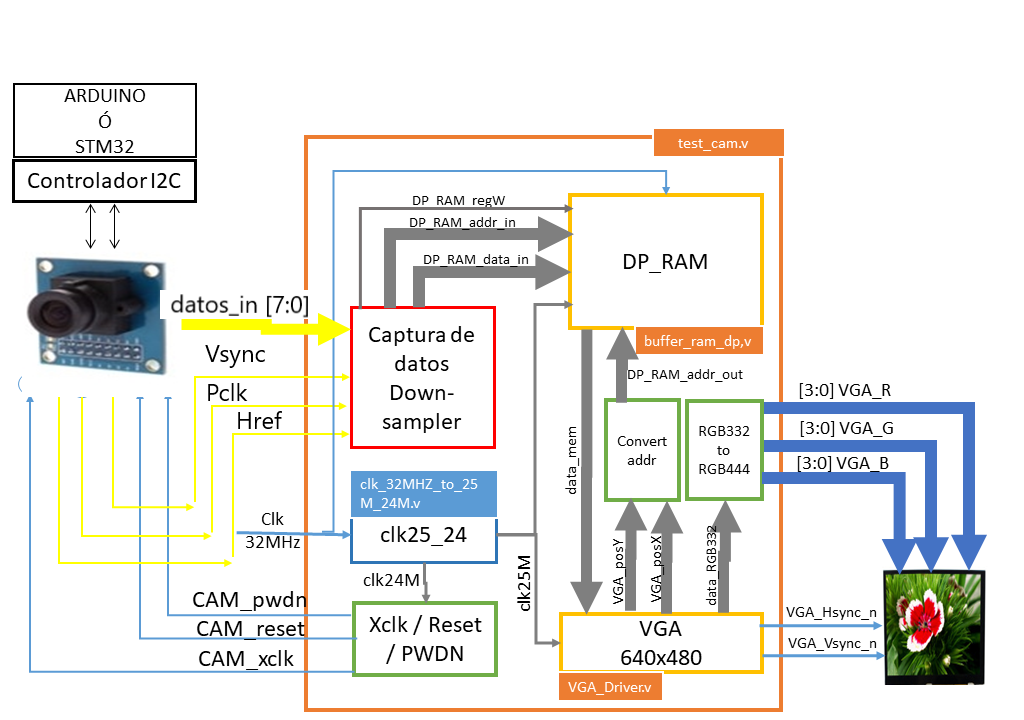 ARDUINO
Ó
STM32
Controlador I2C
test_cam.v
DP_RAM_regW
DP_RAM_addr_in
DP_RAM_data_in
DP_RAM
buffer_ram_dp,v
datos_in [7:0]
Vsync
Pclk
Href
Captura de
datos
Down-
sampler
DP_RAM_addr_out
data_mem
Convert
addr
RGB332
to
RGB444
[3:0] VGA_R
[3:0] VGA_G
[3:0] VGA_B
clk_32MHZ_to_25
M_24M.v
clk25_24
Clk
32MHz
clk24M
clk25M
VGA_posY
VGA_posX
data_RGB332
CAM_pwdn
CAM_reset
CAM_xclk
Xclk / Reset
/ PWDN
VGA
640x480
VGA_Driver.v
VGA_Hsync_n
VGA_Vsync_n